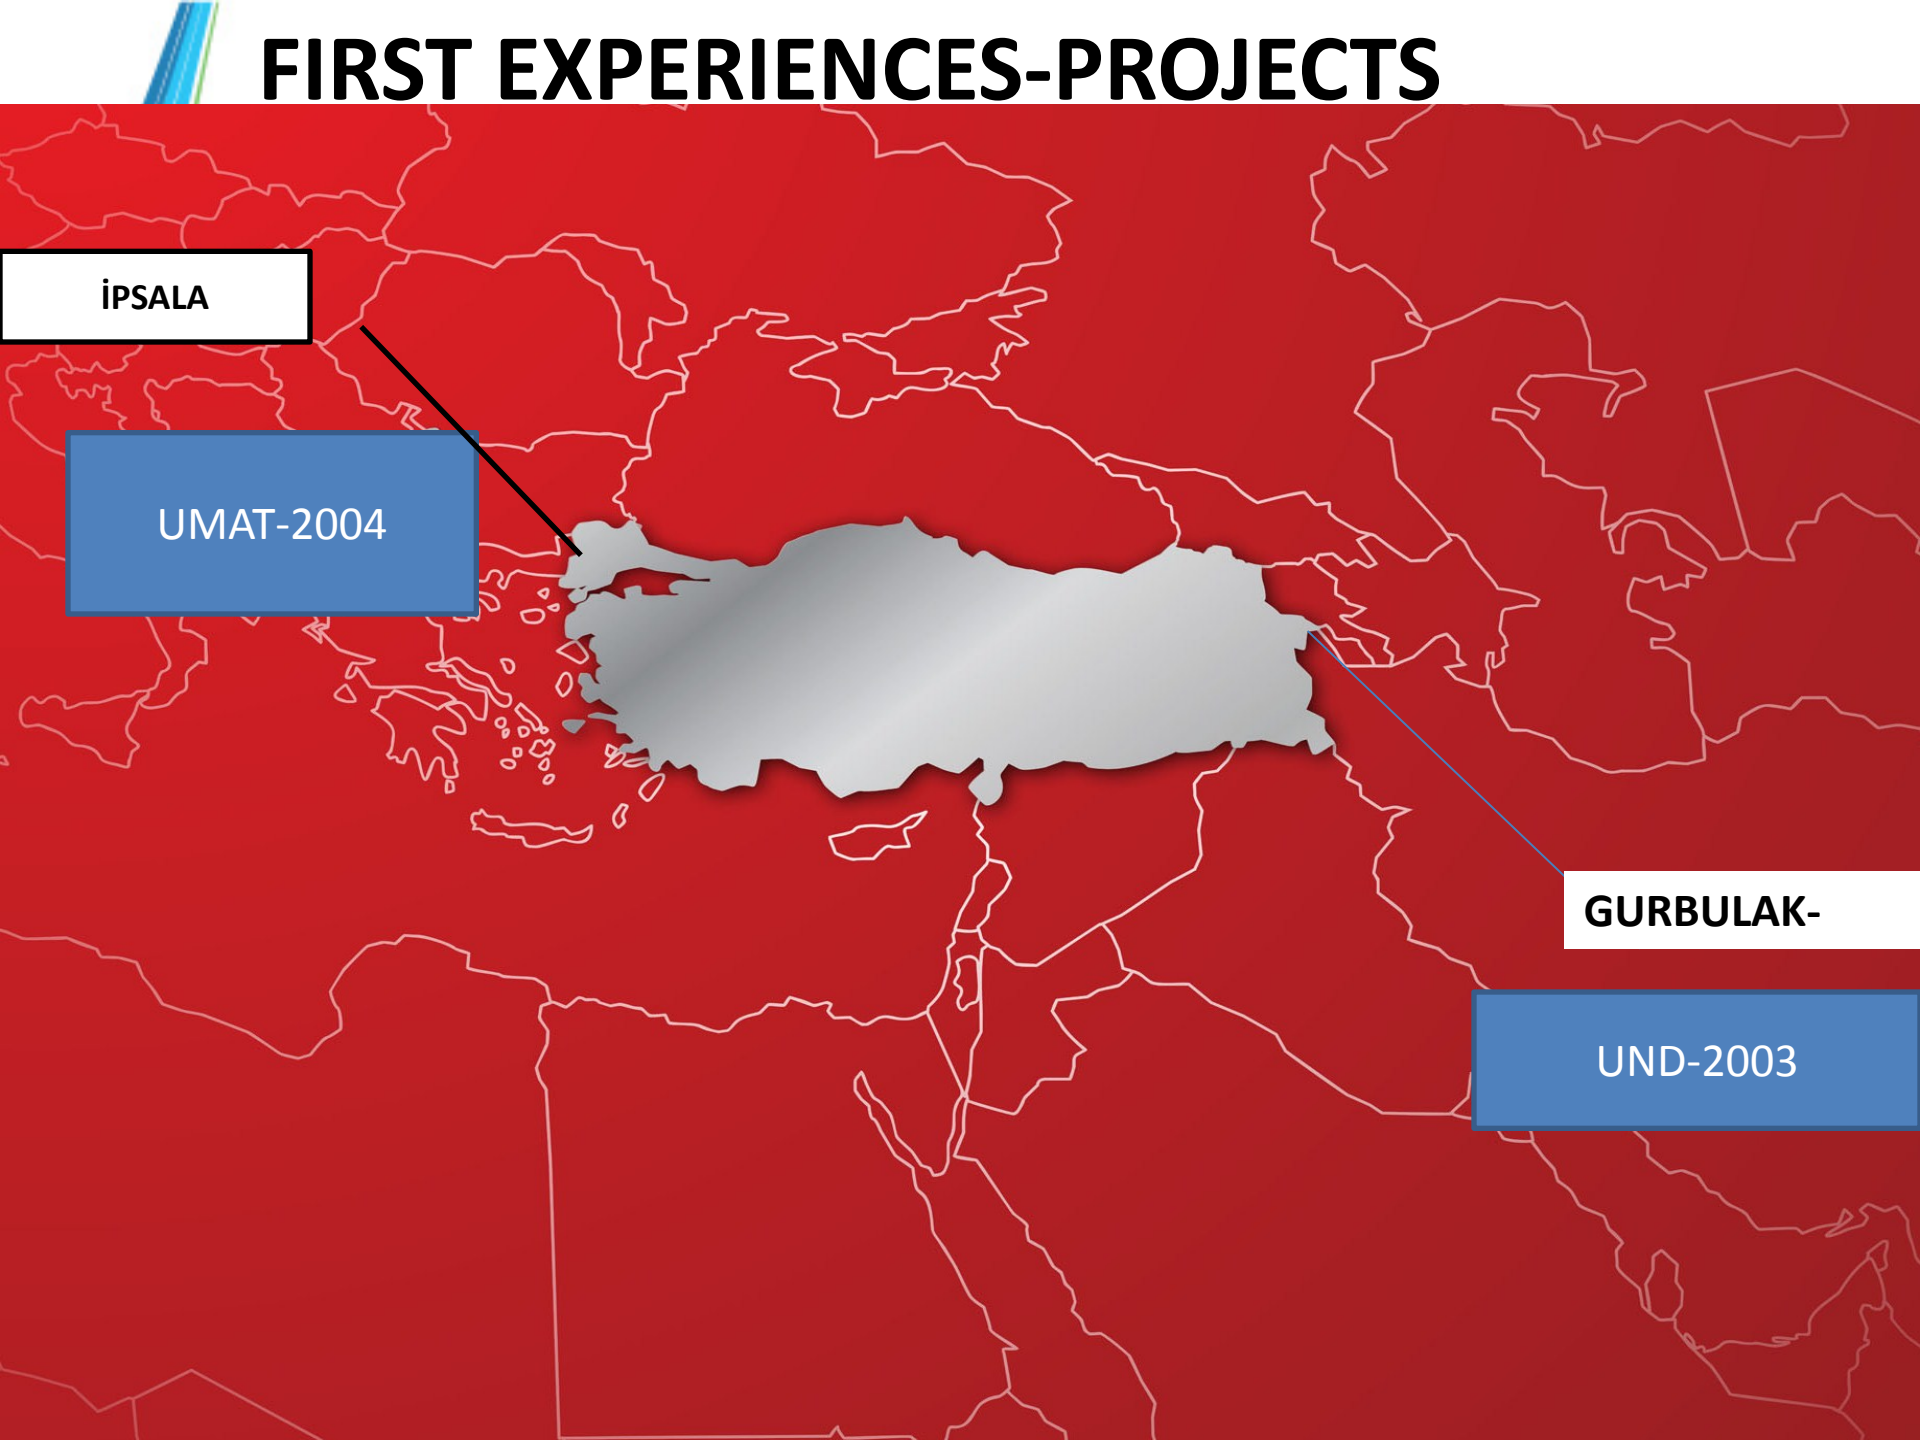 FIRST EXPERIENCES-PROJECTS
İPSALA
UMAT-2004
GURBULAK-
UND-2003